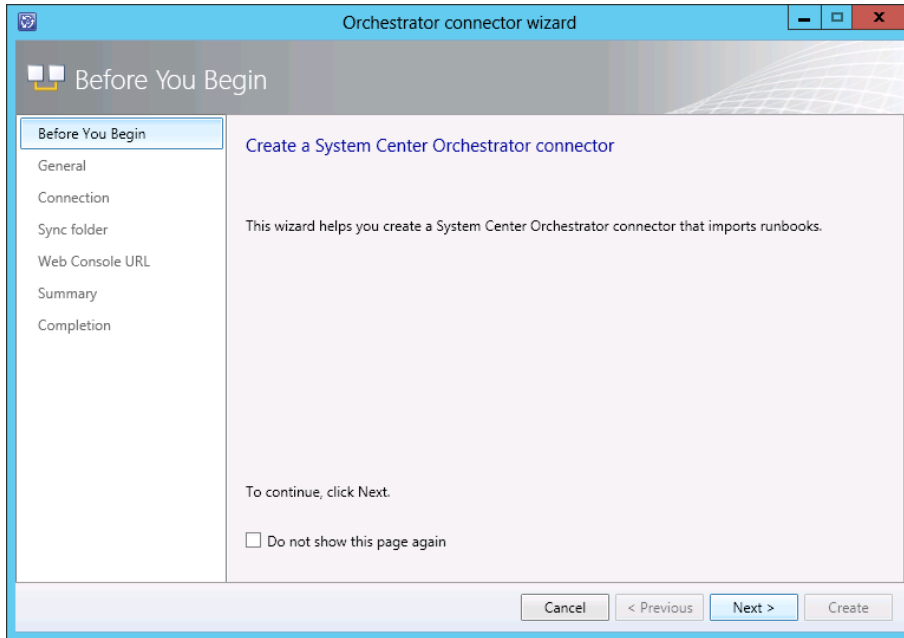 Orchestrator connector wizard
Before You Begin
Before You Begin
General
Connection
Sync folder
Web Console URL
Summary
Completion
Create a System Center Orchestrator connector
This wizard helps you create a System Center Orchestrator connector that imports runbooks.
To continue, click Next.
Do not show this page again
Cancel
< Previous
Next >
Create